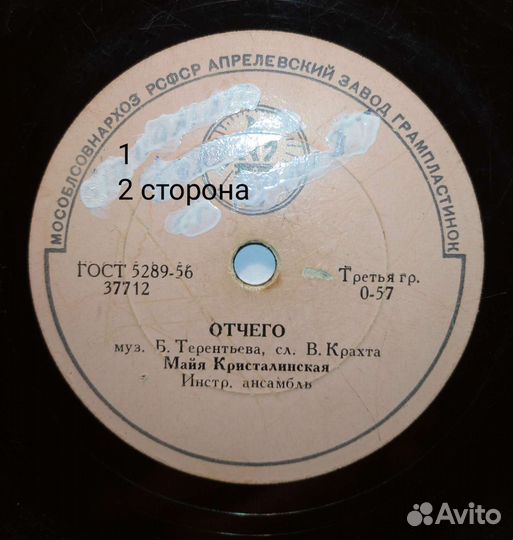 МОСОБЛСОВНАРХОЗ РСФСР АПРЕЛЕВСКИЙ ЗАВОД ГРАМПЛАСТИНОК
1
2 сторона
ГОСТ 5289-56
37712
Третья гр.
0-57
ОТЧЕГО
муз. Б. Терентьева, сл. В. Крахта
Майя Кристалинская
Инстр. ансамбль
Avito